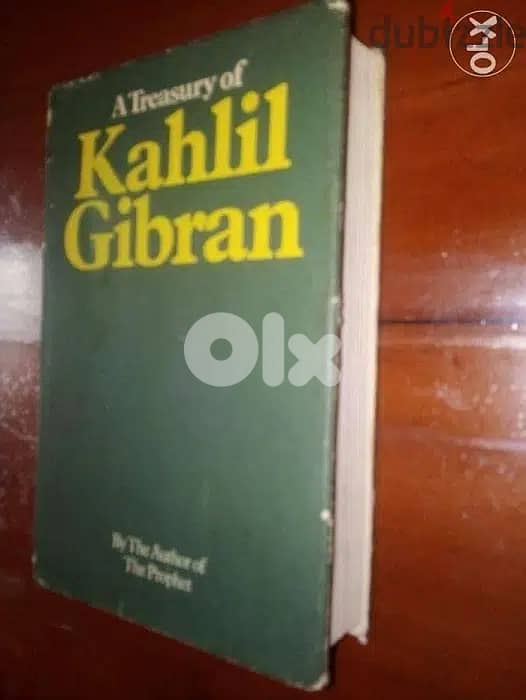 dubizzle
OLX
A Treasury of
Kahlil
Gibran
OLX
By The Author of
The Prophet